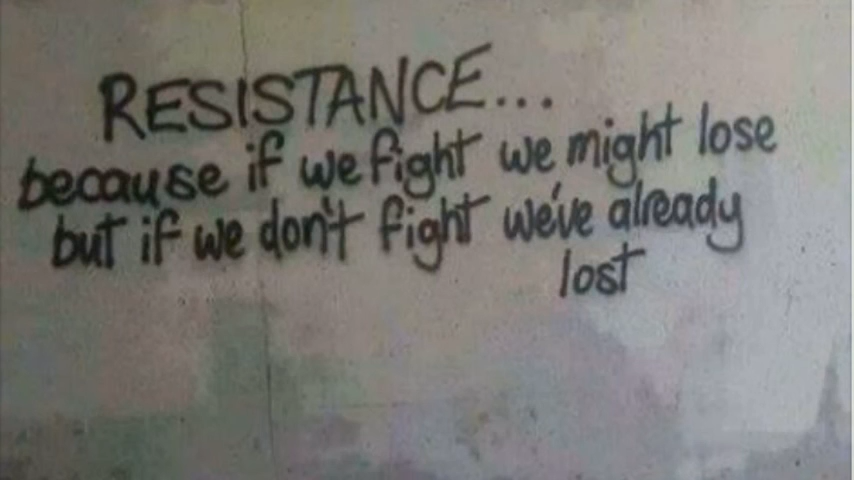 RESISTANCE...
because if we fight we might lose
but if we don't fight we've already
lost